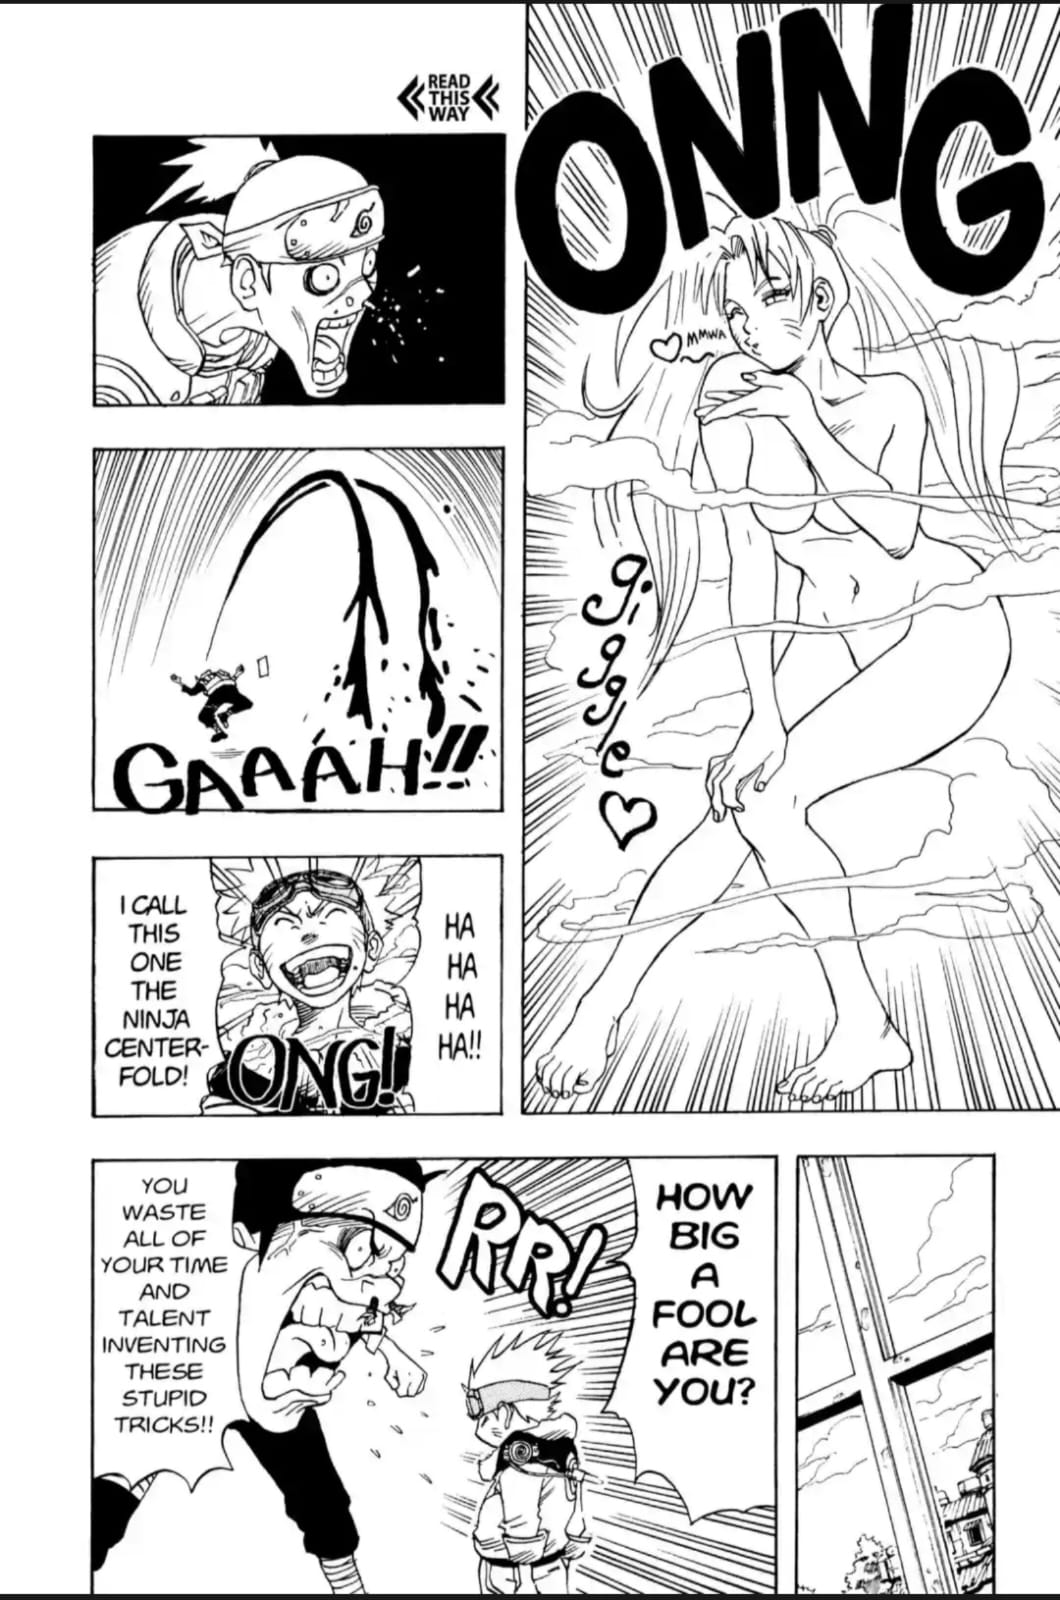 READ
THIS
WAY
ONNG
MMWA
giggle
GAAAH!!
HA
HA
HA
HA!!
I CALL
THIS
ONE
THE
NINJA
CENTER-
FOLD!
ONG!!
HOW
BIG
A
FOOL
ARE
YOU?
RR!
YOU
WASTE
ALL OF
YOUR TIME
AND
TALENT
INVENTING
THESE
STUPID
TRICKS!!